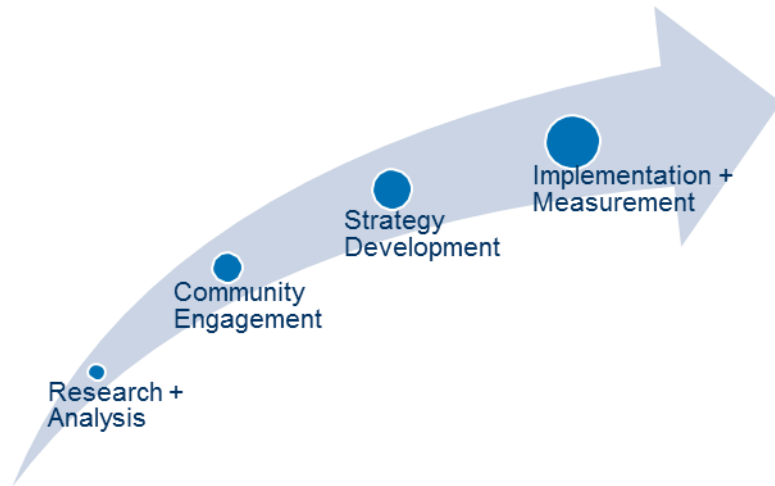 Implementation +
Measurement
Strategy
Development
Community
Engagement
Research +
Analysis